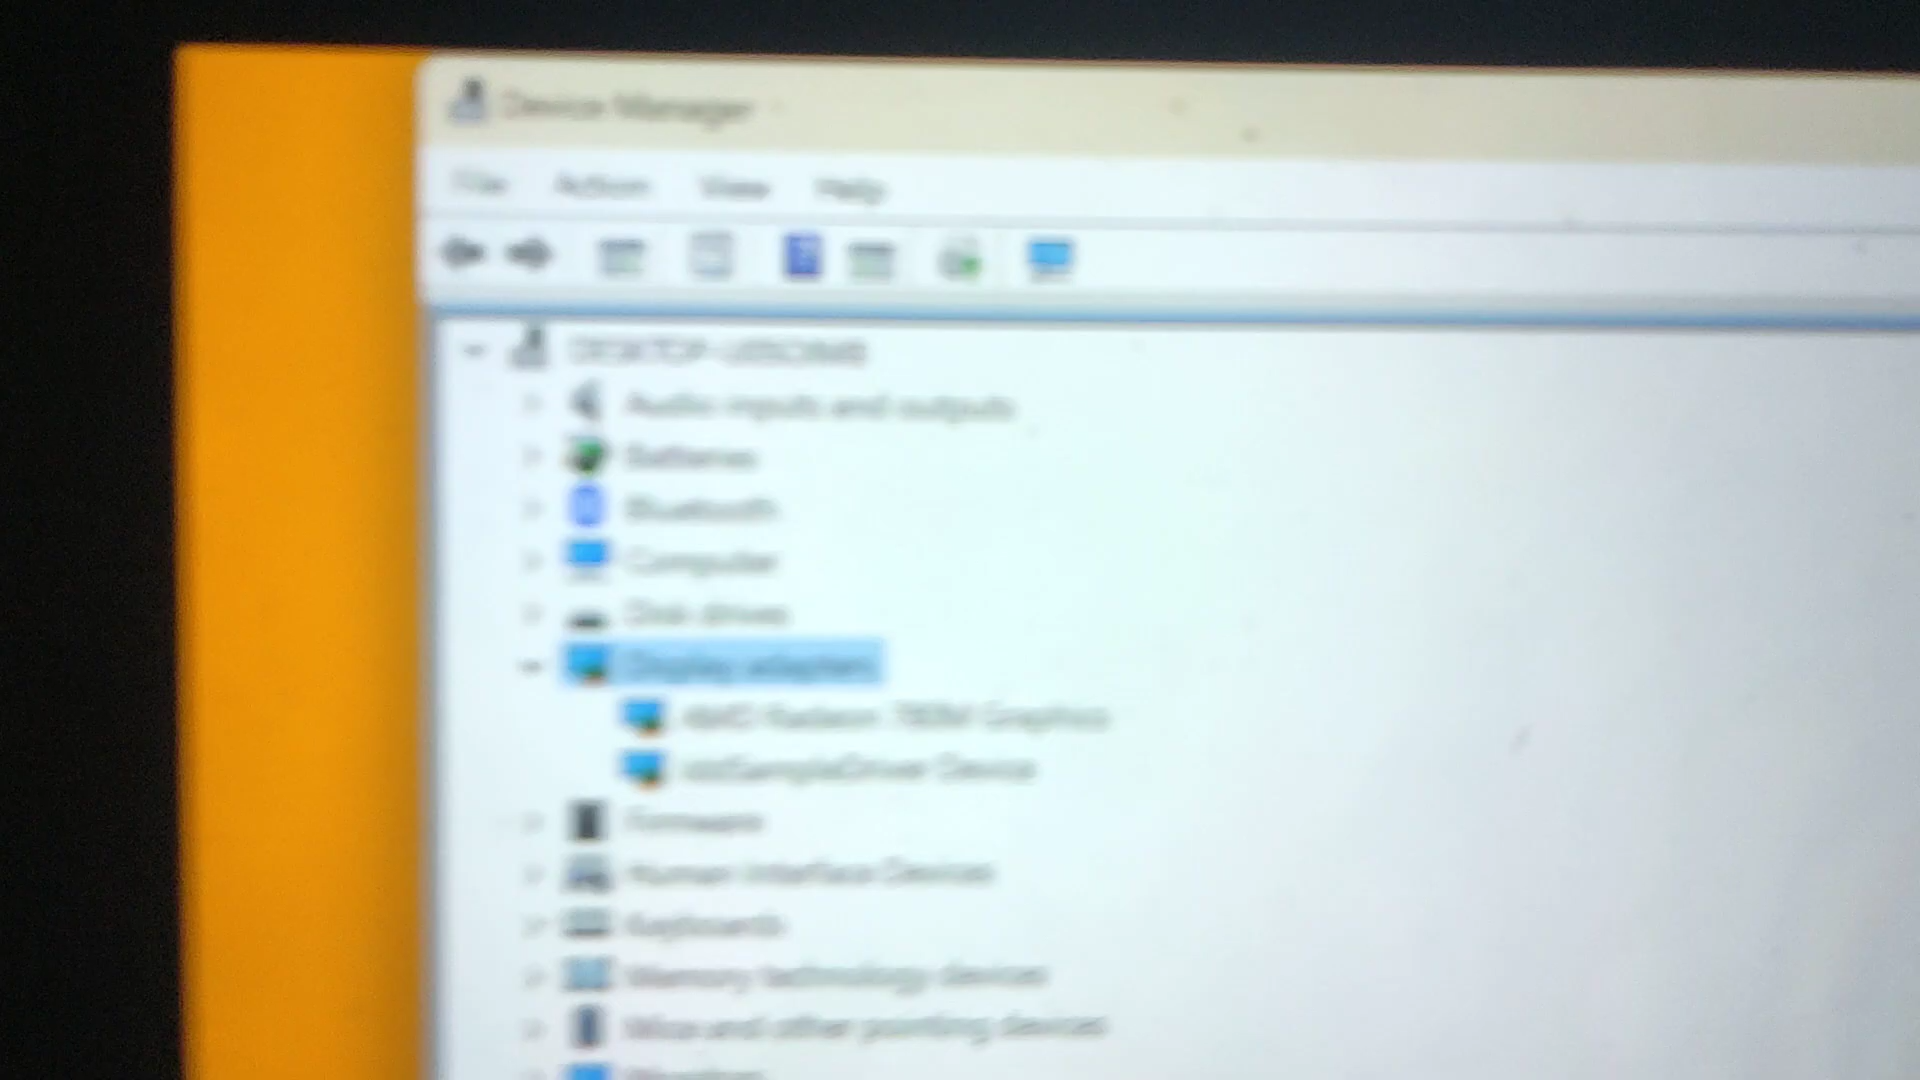 Device Manager
File Action View Help
Audio inputs and outputs
Batteries
Bluetooth
Computer
Disk drives
Display adapters
AMD Radeon 780M Graphics
IddSampleDriver Device
Firmware
Human Interface Devices
Keyboards
Memory technology devices
Mice and other pointing devices